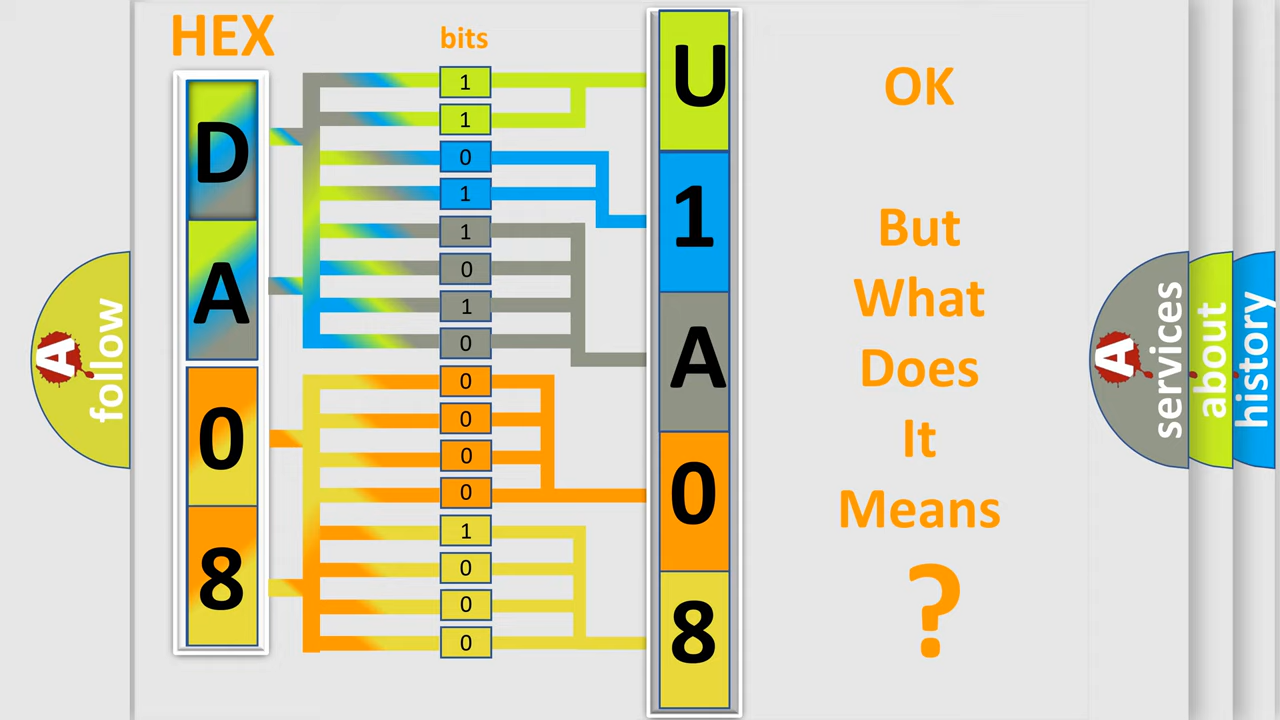 HEX
bits
D
A
0
8
1
1
0
1
1
0
1
0
0
0
0
0
1
0
0
0
U
1
A
0
8
OK
But
What
Does
It
Means
?
A
follow
A
services
about
history